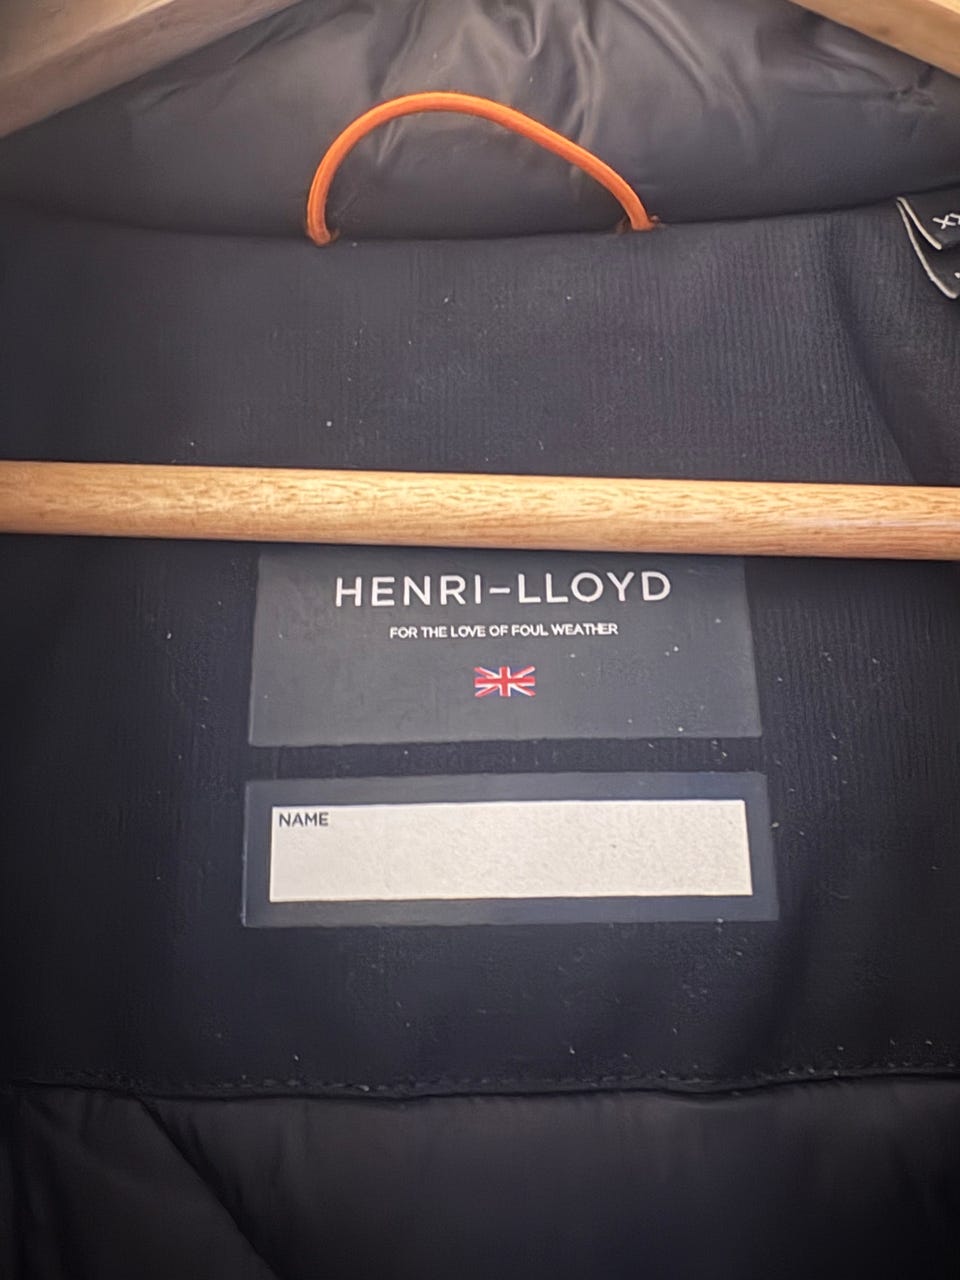 HENRI-LLOYD
FOR THE LOVE OF FOUL WEATHER
NAME